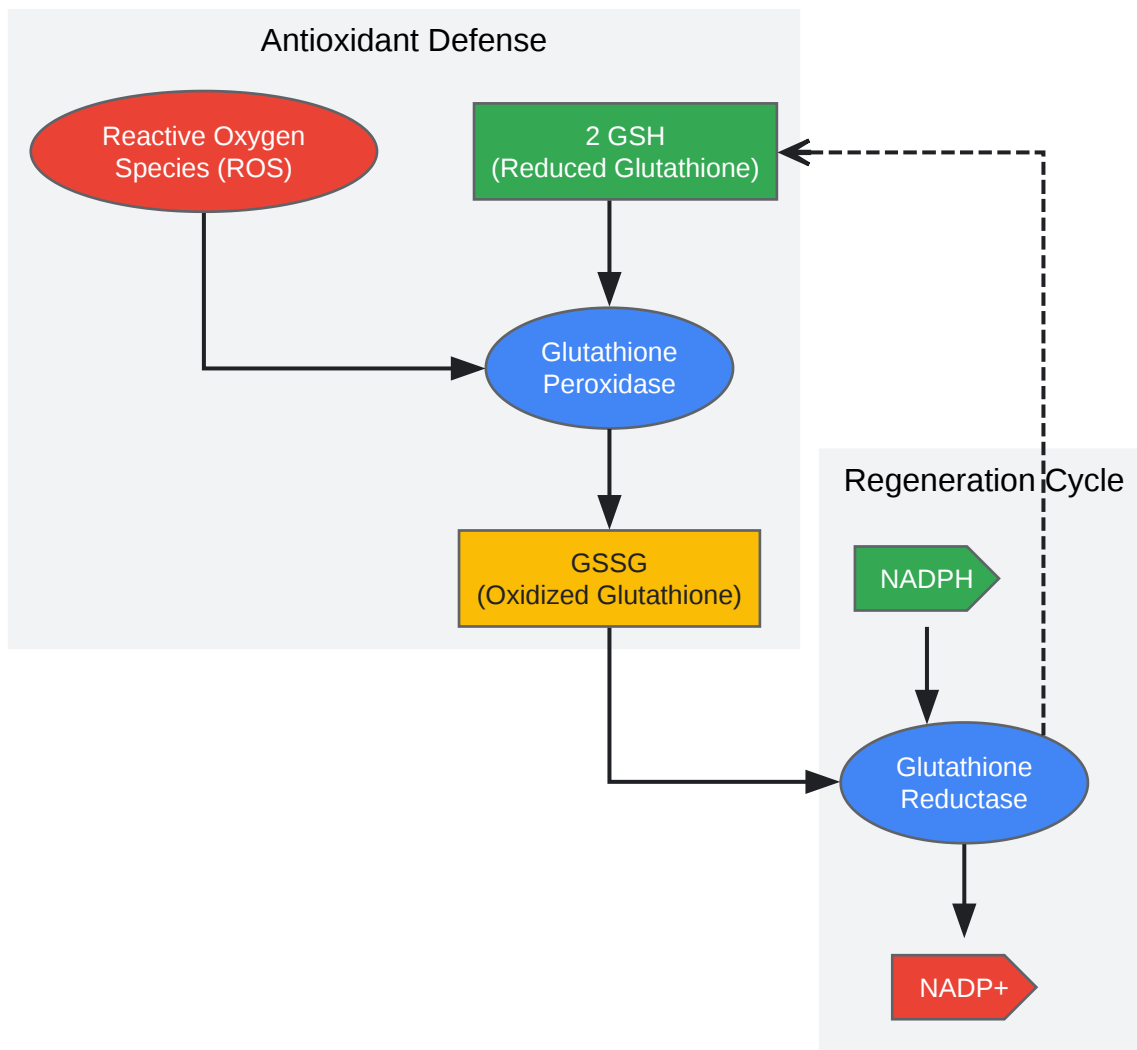 Antioxidant Defense
Reactive Oxygen
Species (ROS)
2 GSH
(Reduced Glutathione)
Glutathione
Peroxidase
GSSG
(Oxidized Glutathione)
Regeneration Cycle
NADPH
Glutathione
Reductase
NADP+